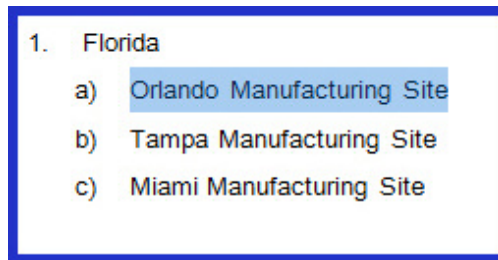 1. Florida
a) Orlando Manufacturing Site
b) Tampa Manufacturing Site
c) Miami Manufacturing Site